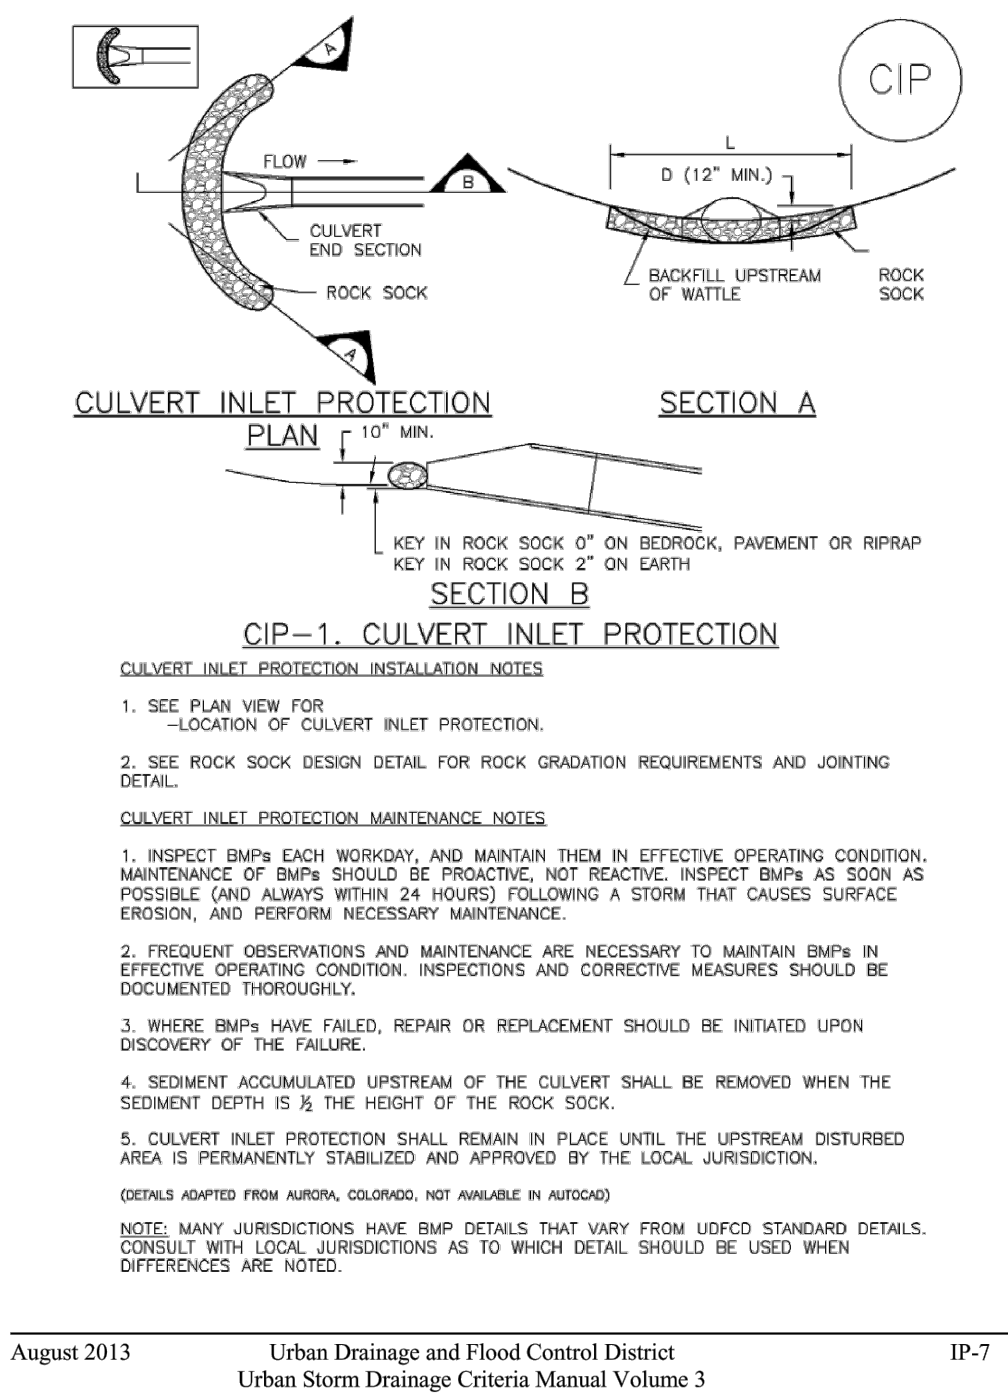 A
CIP
FLOW
B
CULVERT
END SECTION
ROCK SOCK
A
L
D (12" MIN.)
BACKFILL UPSTREAM
OF WATTLE
ROCK
SOCK
CULVERT INLET PROTECTION
PLAN
SECTION A
10" MIN.
KEY IN ROCK SOCK 0" ON BEDROCK, PAVEMENT OR RIPRAP
KEY IN ROCK SOCK 2" ON EARTH
SECTION B
CIP-1. CULVERT INLET PROTECTION
CULVERT INLET PROTECTION INSTALLATION NOTES
1. SEE PLAN VIEW FOR
-LOCATION OF CULVERT INLET PROTECTION.
2. SEE ROCK SOCK DESIGN DETAIL FOR ROCK GRADATION REQUIREMENTS AND JOINTING
DETAIL.
CULVERT INLET PROTECTION MAINTENANCE NOTES
1. INSPECT BMPs EACH WORKDAY, AND MAINTAIN THEM IN EFFECTIVE OPERATING CONDITION.
MAINTENANCE OF BMPs SHOULD BE PROACTIVE, NOT REACTIVE. INSPECT BMPs AS SOON AS
POSSIBLE (AND ALWAYS WITHIN 24 HOURS) FOLLOWING A STORM THAT CAUSES SURFACE
EROSION, AND PERFORM NECESSARY MAINTENANCE.
2. FREQUENT OBSERVATIONS AND MAINTENANCE ARE NECESSARY TO MAINTAIN BMPs IN
EFFECTIVE OPERATING CONDITION. INSPECTIONS AND CORRECTIVE MEASURES SHOULD BE
DOCUMENTED THOROUGHLY.
3. WHERE BMPs HAVE FAILED, REPAIR OR REPLACEMENT SHOULD BE INITIATED UPON
DISCOVERY OF THE FAILURE.
4. SEDIMENT ACCUMULATED UPSTREAM OF THE CULVERT SHALL BE REMOVED WHEN THE
SEDIMENT DEPTH IS ½ THE HEIGHT OF THE ROCK SOCK.
5. CULVERT INLET PROTECTION SHALL REMAIN IN PLACE UNTIL THE UPSTREAM DISTURBED
AREA IS PERMANENTLY STABILIZED AND APPROVED BY THE LOCAL JURISDICTION.
(DETAILS ADAPTED FROM AURORA, COLORADO, NOT AVAILABLE IN AUTOCAD)
NOTE: MANY JURISDICTIONS HAVE BMP DETAILS THAT VARY FROM UDFCD STANDARD DETAILS.
CONSULT WITH LOCAL JURISDICTIONS AS TO WHICH DETAIL SHOULD BE USED WHEN
DIFFERENCES ARE NOTED.
August 2013 Urban Drainage and Flood Control District IP-7
Urban Storm Drainage Criteria Manual Volume 3